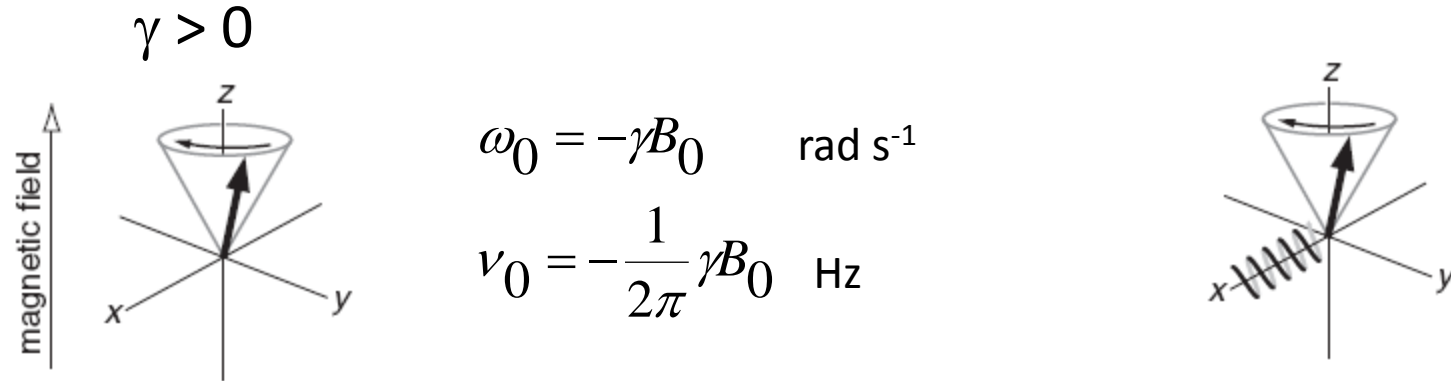 γ > 0
magnetic field
z
x
y
ω₀ = −γB₀ rad s⁻¹
ν₀ = −1/2π γB₀ Hz
z
x
y